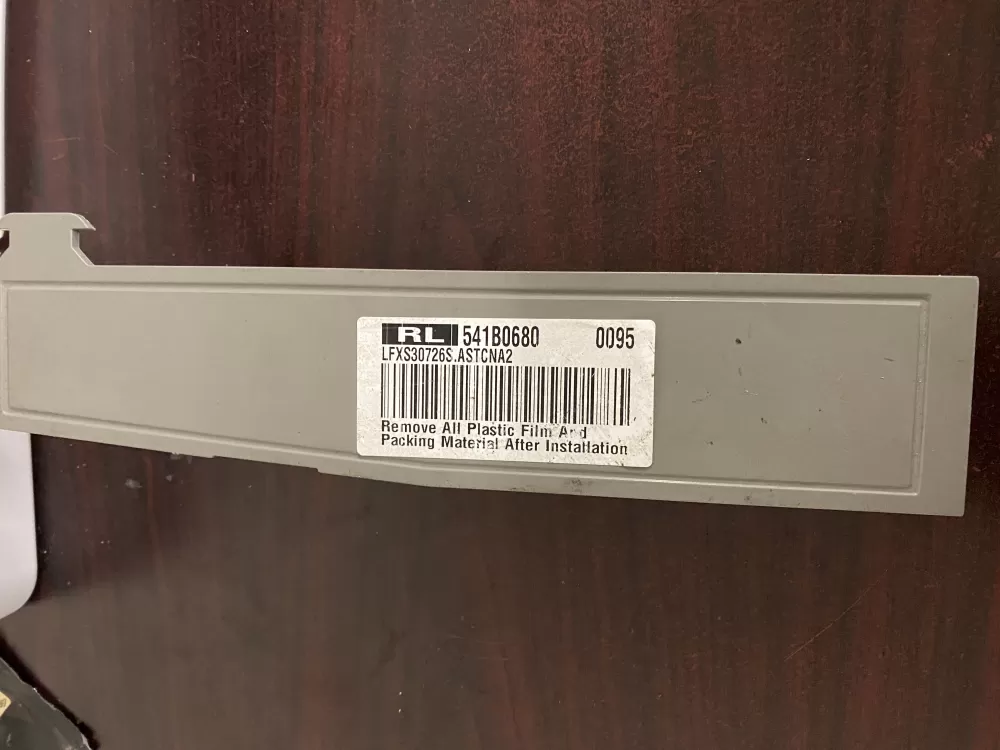 RL 541B0680 0095
LFXS30726S.ASTCNA2
Remove All Plastic Film And
Packing Material After Installation